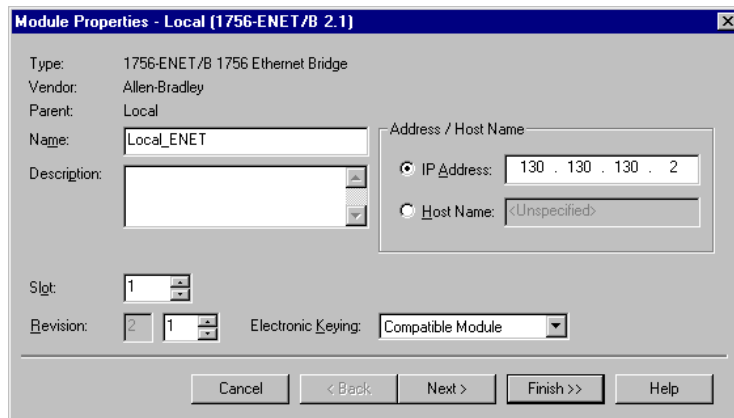 Module Properties - Local (1756-ENET/B 2.1)
Type: 1756-ENET/B 1756 Ethernet Bridge
Vendor: Allen-Bradley
Parent: Local
Name: Local_ENET
Description:
Address / Host Name
IP Address: 130 . 130 . 130 . 2
Host Name: <Unspecified>
Slot: 1
Revision: 2 1 Electronic Keying: Compatible Module
Cancel < Back Next > Finish >> Help